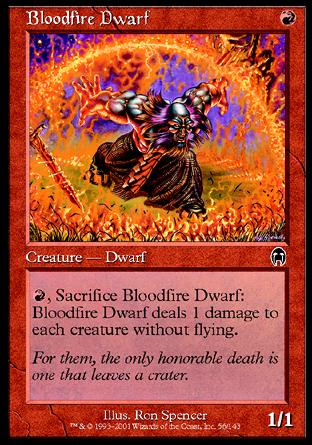 Bloodfire Dwarf
Creature — Dwarf
, Sacrifice Bloodfire Dwarf:
Bloodfire Dwarf deals 1 damage to
each creature without flying.
For them, the only honorable death is
one that leaves a crater.
Illus. Ron Spencer
™ & © 1993–2001 Wizards of the Coast, Inc. 56/143
1/1